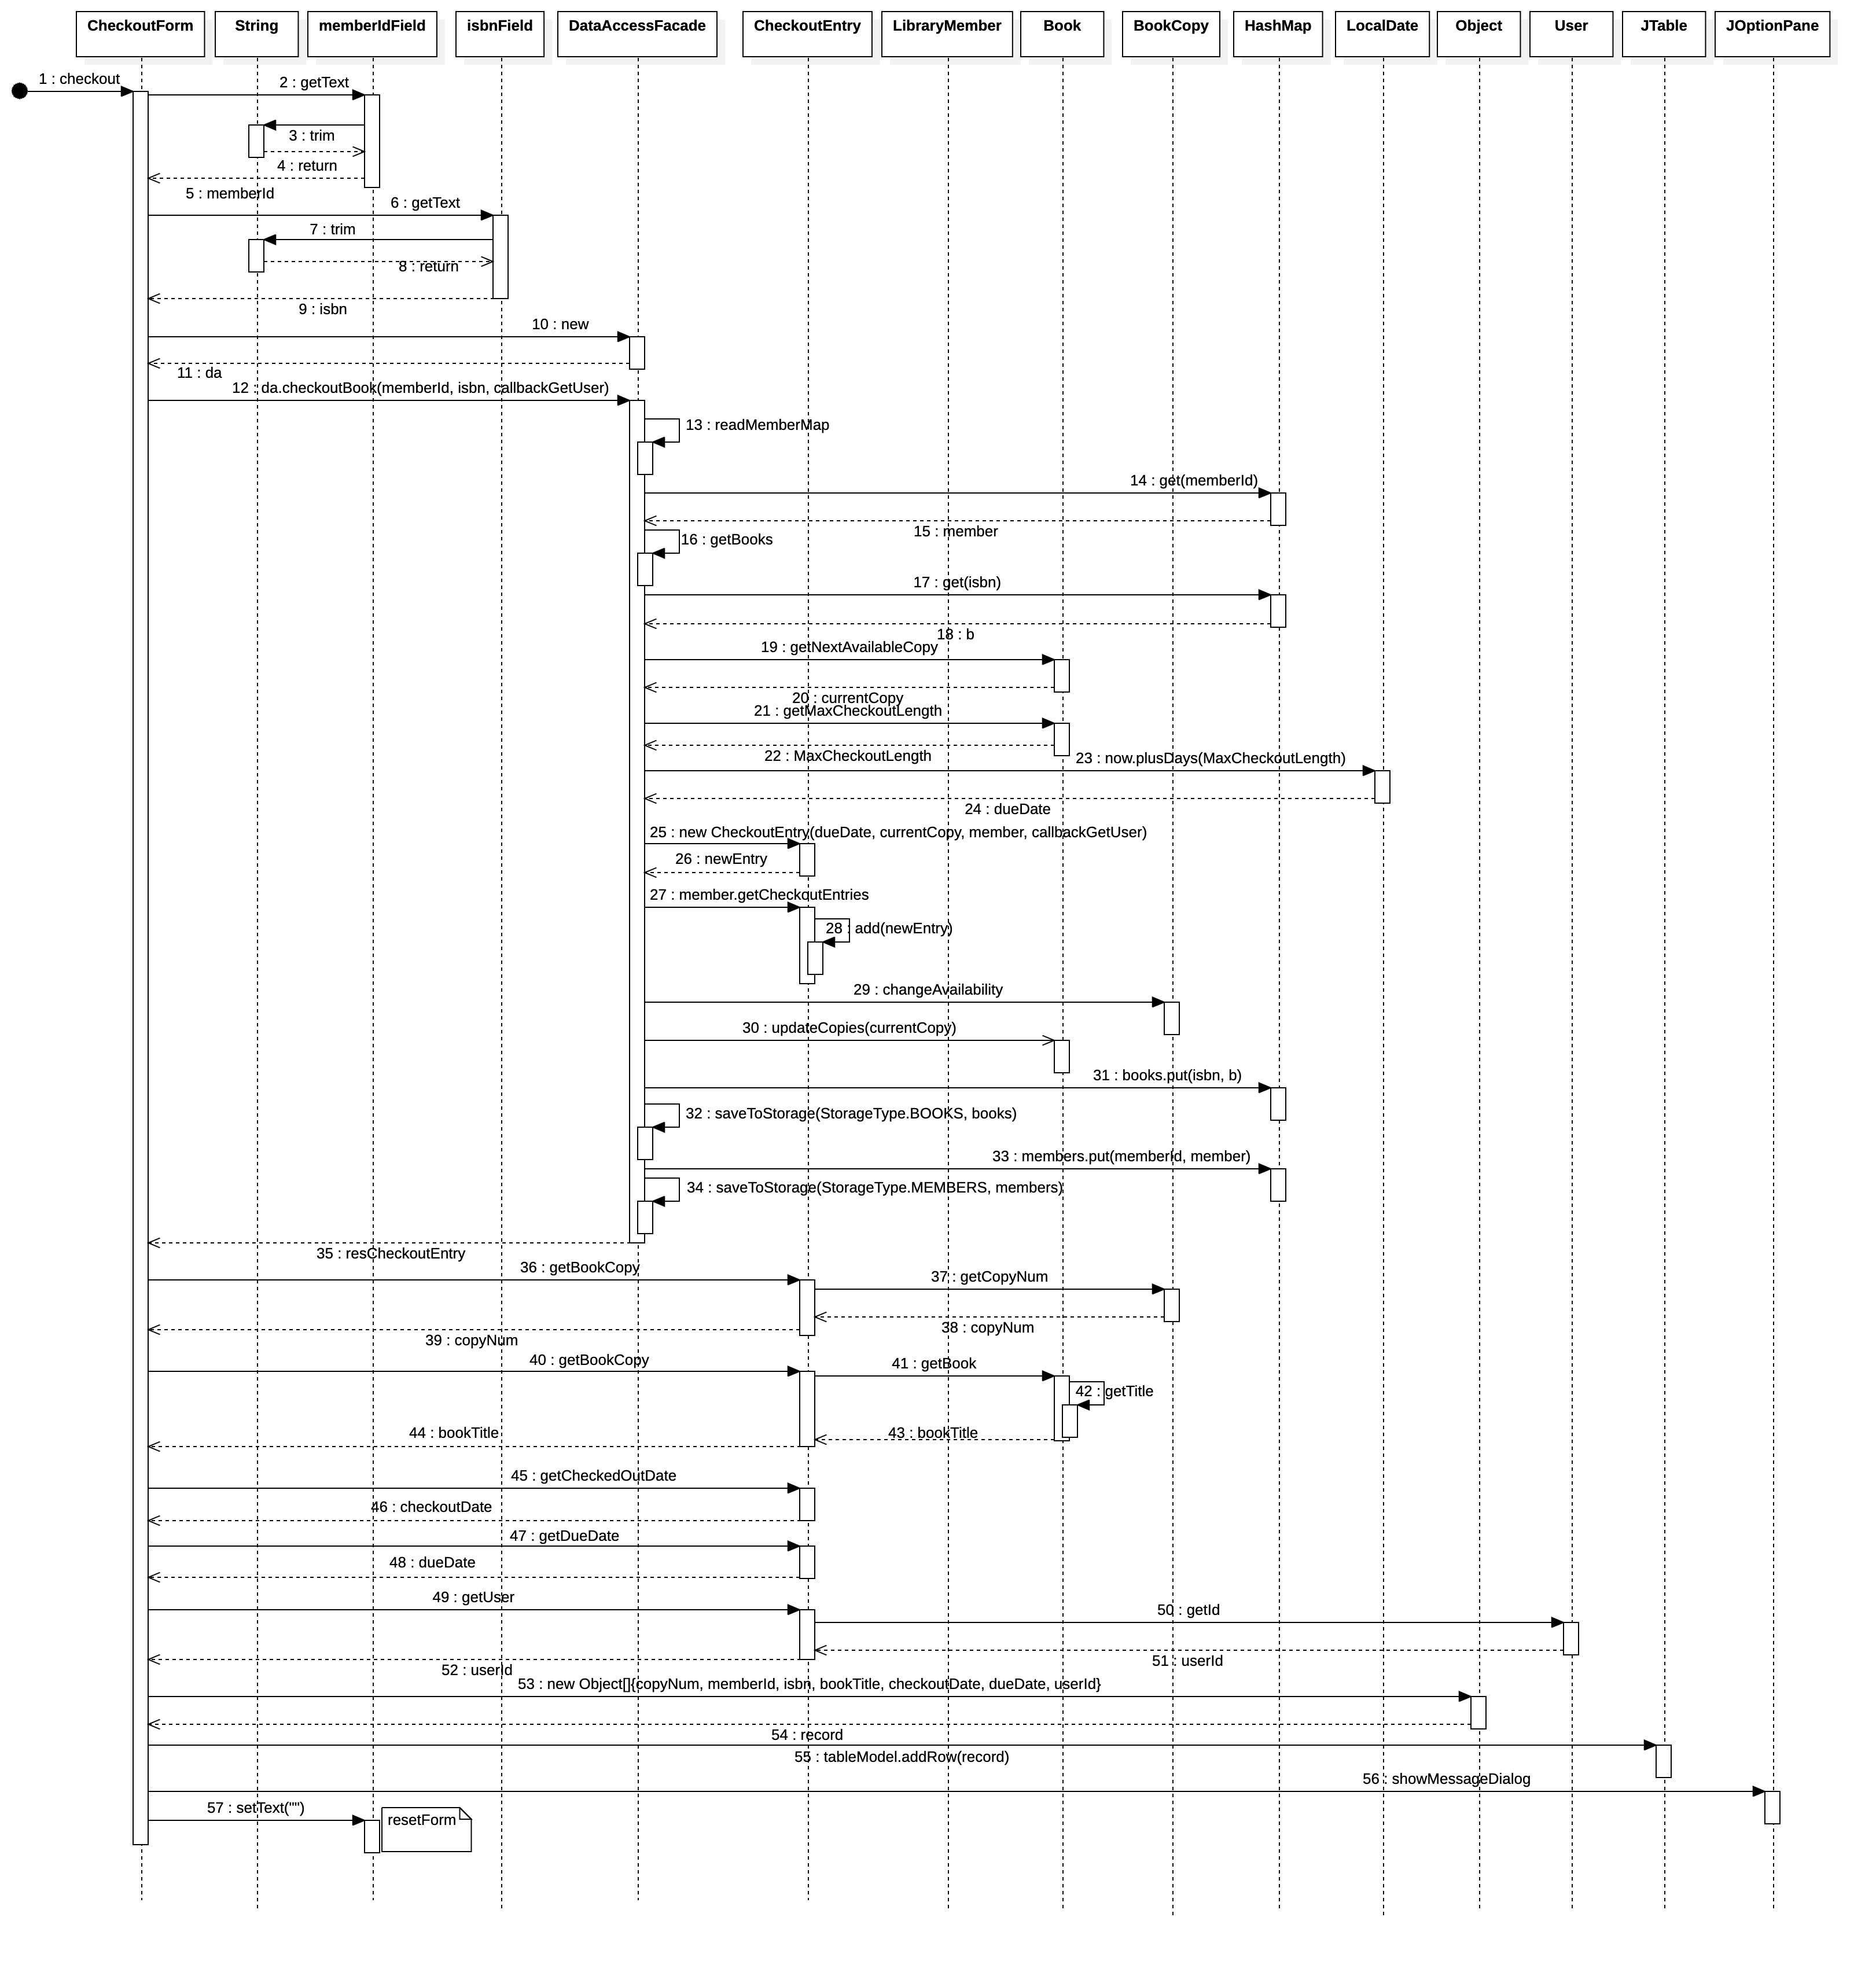 CheckoutForm
String
memberIdField
isbnField
DataAccessFacade
CheckoutEntry
LibraryMember
Book
BookCopy
HashMap
LocalDate
Object
User
JTable
JOptionPane
1 : checkout
2 : getText
3 : trim
4 : return
5 : memberId
6 : getText
7 : trim
8 : return
9 : isbn
10 : new
11 : da
12 : da.checkoutBook(memberId, isbn, callbackGetUser)
13 : readMemberMap
14 : get(memberId)
15 : member
16 : getBooks
17 : get(isbn)
18 : b
19 : getNextAvailableCopy
20 : currentCopy
21 : getMaxCheckoutLength
22 : MaxCheckoutLength
23 : now.plusDays(MaxCheckoutLength)
24 : dueDate
25 : new CheckoutEntry(dueDate, currentCopy, member, callbackGetUser)
26 : newEntry
27 : member.getCheckoutEntries
28 : add(newEntry)
29 : changeAvailability
30 : updateCopies(currentCopy)
31 : books.put(isbn, b)
32 : saveToStorage(StorageType.BOOKS, books)
33 : members.put(memberId, member)
34 : saveToStorage(StorageType.MEMBERS, members)
35 : resCheckoutEntry
36 : getBookCopy
37 : getCopyNum
38 : copyNum
39 : copyNum
40 : getBookCopy
41 : getBook
42 : getTitle
43 : bookTitle
44 : bookTitle
45 : getCheckedOutDate
46 : checkoutDate
47 : getDueDate
48 : dueDate
49 : getUser
50 : getId
51 : userId
52 : userId
53 : new Object[]{copyNum, memberId, isbn, bookTitle, checkoutDate, dueDate, userId}
54 : record
55 : tableModel.addRow(record)
56 : showMessageDialog
57 : setText("")
resetForm